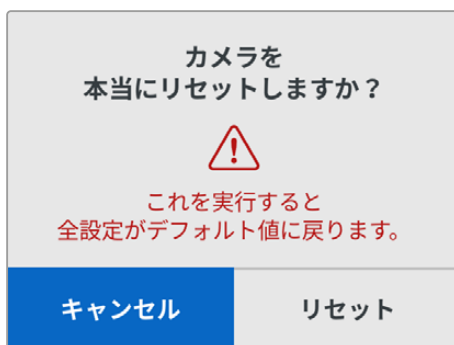 カメラを
本当にリセットしますか？
これを実行すると
全設定がデフォルト値に戻ります。
キャンセル
リセット